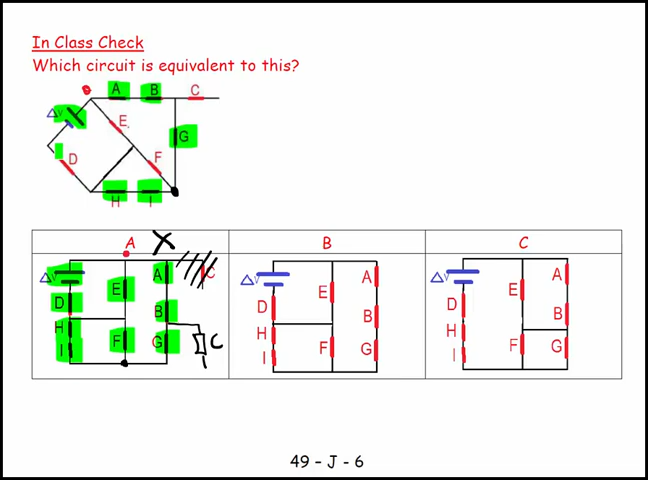 In Class Check
Which circuit is equivalent to this?
A B C
ΔV E G
D F
H I
A X B C
ΔV A C ΔV A ΔV A
D E B D E B D E B
H C H H
I F G I F G I F G
49 - J - 6